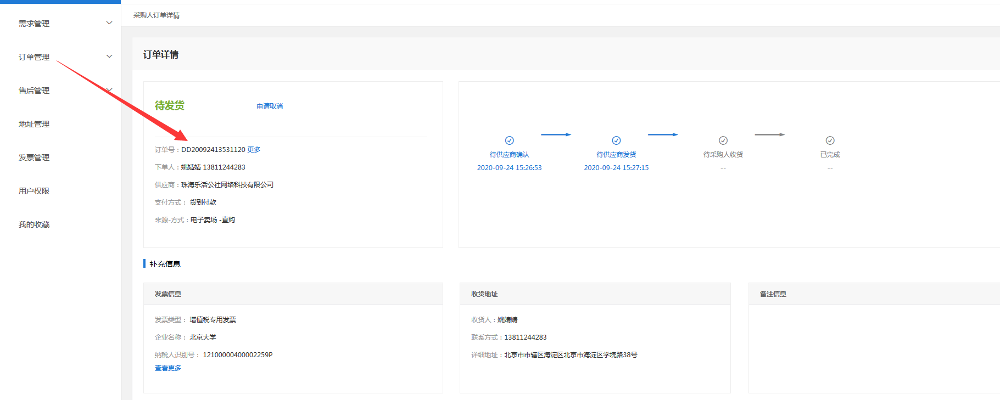 采购人订单详情
需求管理
订单管理
售后管理
地址管理
发票管理
用户权限
我的收藏
订单详情
待发货 申请取消
订单号：DD20092413531120 更多
下单人：姚婧婧 13811244283
供应商：珠海乐活公社网络科技有限公司
支付方式： 货到付款
来源-方式：电子卖场 -直购
待供应商确认
2020-09-24 15:26:53
待供应商发货
2020-09-24 15:27:15
待采购人收货
--
已完成
--
补充信息
发票信息
发票类型： 增值税专用发票
企业名称： 北京大学
纳税人识别号： 12100000400002259P
查看更多
收货地址
收货人：姚婧婧
联系方式：13811244283
详细地址：北京市市辖区海淀区北京市海淀区学院路38号
备注信息